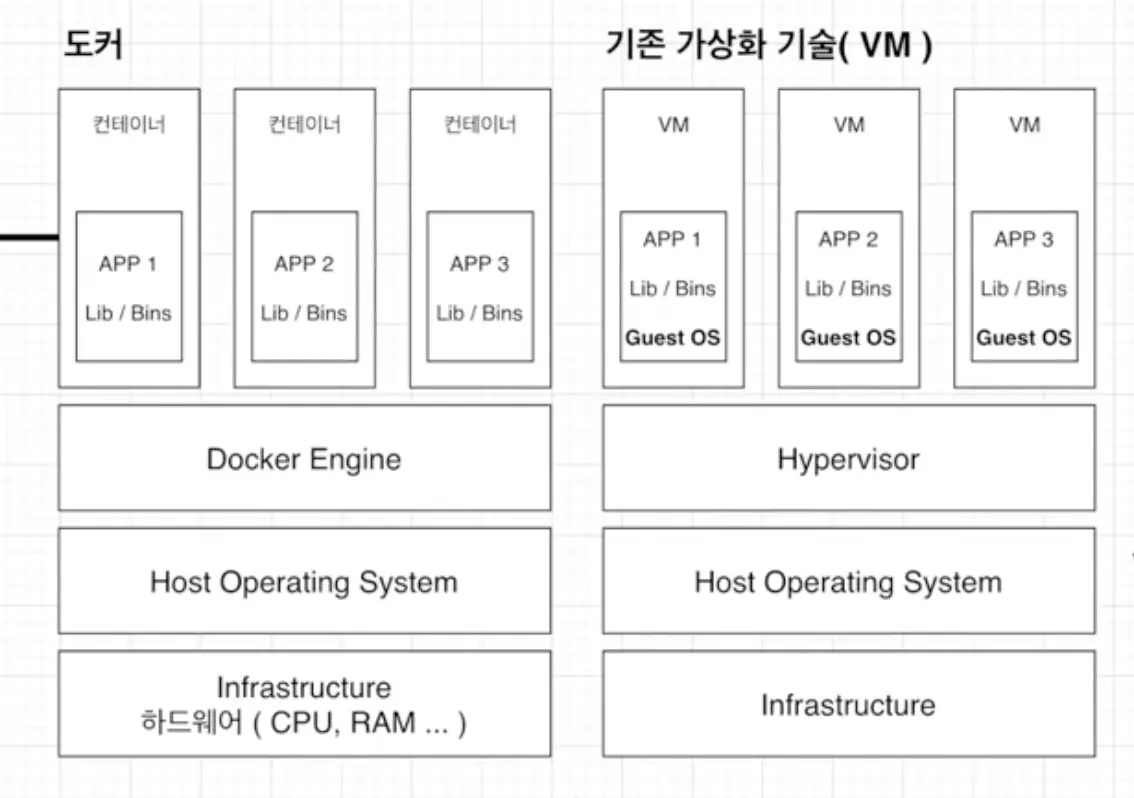 도커
컨테이너
APP 1
Lib / Bins
컨테이너
APP 2
Lib / Bins
컨테이너
APP 3
Lib / Bins
Docker Engine
Host Operating System
Infrastructure
하드웨어 ( CPU, RAM ... )
기존 가상화 기술( VM )
VM
APP 1
Lib / Bins
Guest OS
VM
APP 2
Lib / Bins
Guest OS
VM
APP 3
Lib / Bins
Guest OS
Hypervisor
Host Operating System
Infrastructure